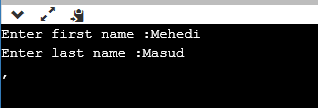 Enter first name :Mehedi
Enter last name :Masud
,